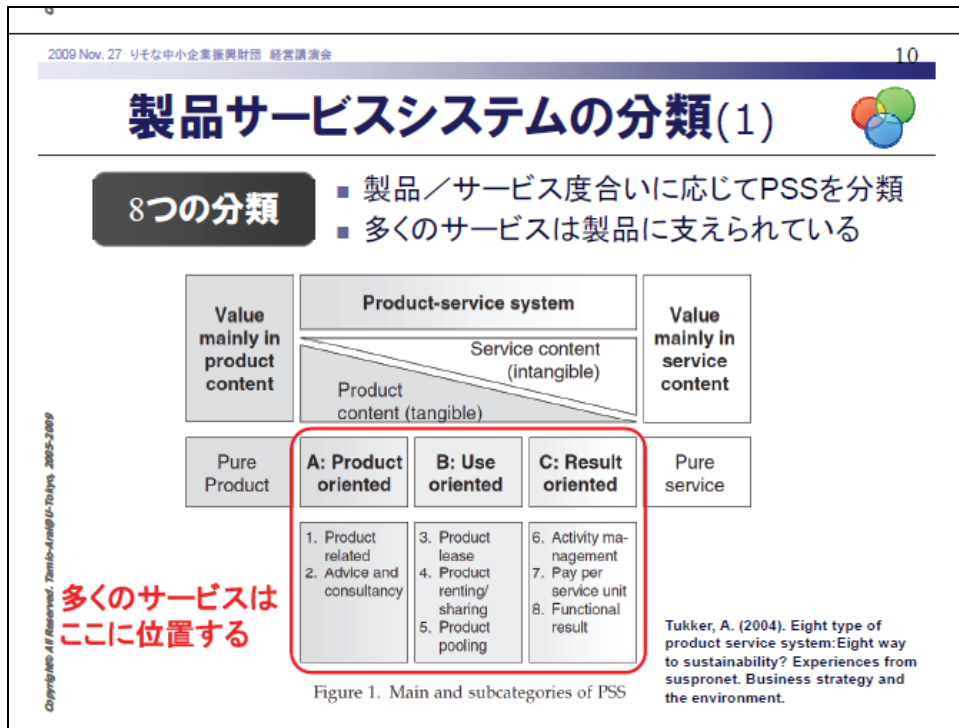 2009 Nov. 27 りそな中小企業振興財団 経営講演会
10
製品サービスシステムの分類(1)
8つの分類
■ 製品／サービス度合いに応じてPSSを分類
■ 多くのサービスは製品に支えられている
Value
mainly in
product
content
Product-service system
Service content
(intangible)
Product
content (tangible)
Value
mainly in
service
content
Pure
Product
A: Product
oriented
B: Use
oriented
C: Result
oriented
Pure
service
1. Product
related
2. Advice and
consultancy
3. Product
lease
4. Product
renting/
sharing
5. Product
pooling
6. Activity ma-
nagement
7. Pay per
service unit
8. Functional
result
多くのサービスは
ここに位置する
Figure 1. Main and subcategories of PSS
Tukker, A. (2004). Eight type of
product service system:Eight way
to sustainability? Experiences from
suspronet. Business strategy and
the environment.
Copyright© All Reserved. Tamio-Arai@U-Tokyo, 2005-2009